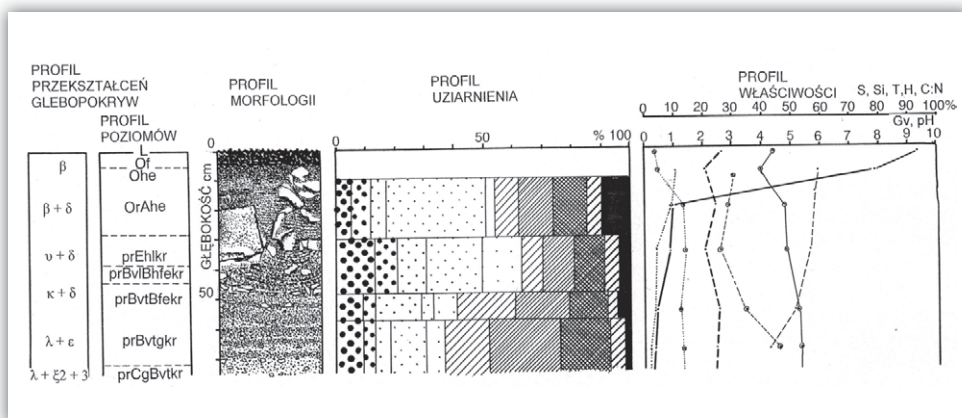 PROFIL
PRZEKSZTAŁCEŃ
GLEBOPOKRYW
PROFIL
POZIOMÓW
PROFIL
MORFOLOGII
PROFIL
UZIARNIENIA
PROFIL
WŁAŚCIWOŚCI
S, Si, T,H, C:N
0 10 20 30 40 50 60 70 80 90 100%
Gv, pH
0 1 2 3 4 5 6 7 8 9 10
0 50 % 100
GŁĘBOKOŚĆ cm
0
50
L
β Of
Ohe
β + δ OrAhe
υ + δ prEhlkr
prBvlBhfekr
κ + δ prBvtBfekr
λ + ε prBvtgkr
λ + ξ2 + 3 prCgBvtkr